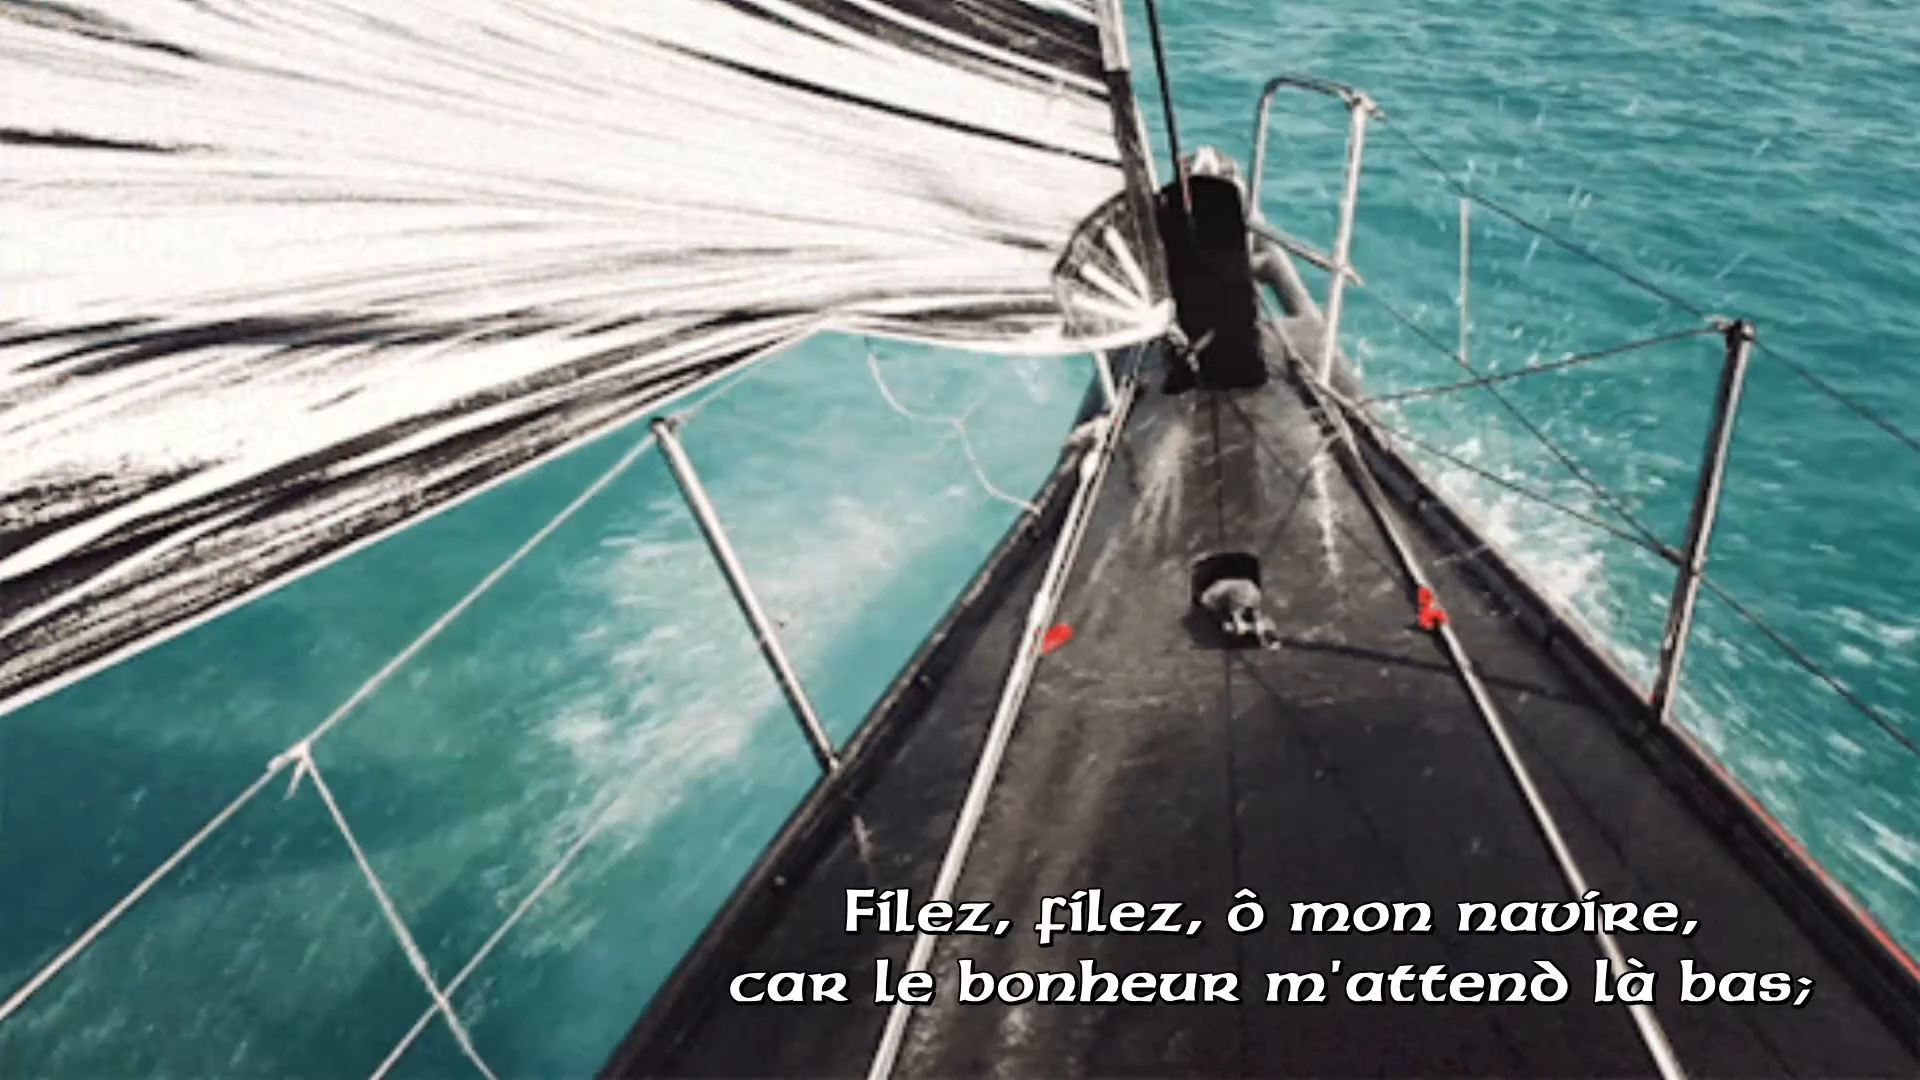 Filez, filez, ô mon navire,
car le bonheur m'attend là bas;